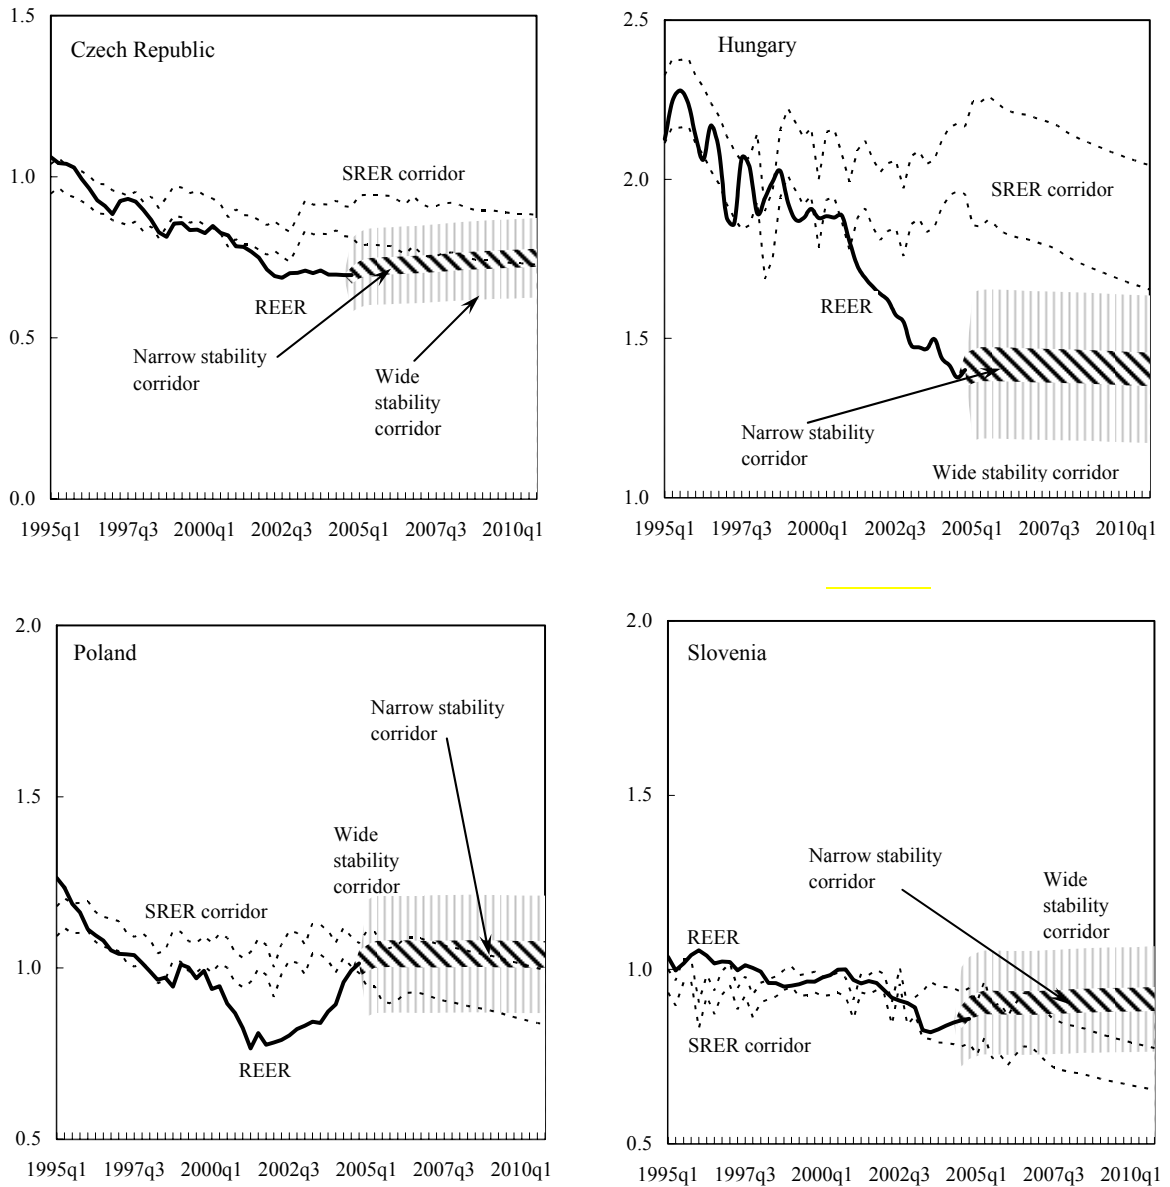 1.5
Czech Republic
1.0
SRER corridor
REER
0.5
Narrow stability
corridor
Wide
stability
corridor
0.0
1995q1 1997q3 2000q1 2002q3 2005q1 2007q3 2010q1
2.5
Hungary
2.0
SRER corridor
REER
1.5
Narrow stability
corridor
Wide stability corridor
1.0
1995q1 1997q3 2000q1 2002q3 2005q1 2007q3 2010q1
2.0
Poland
Narrow stability
corridor
1.5
Wide
stability
corridor
SRER corridor
1.0
REER
0.5
1995q1 1997q3 2000q1 2002q3 2005q1 2007q3 2010q1
2.0
Slovenia
1.5
Narrow stability
corridor
Wide
stability
corridor
REER
1.0
SRER corridor
0.5
1995q1 1997q3 2000q1 2002q3 2005q1 2007q3 2010q1